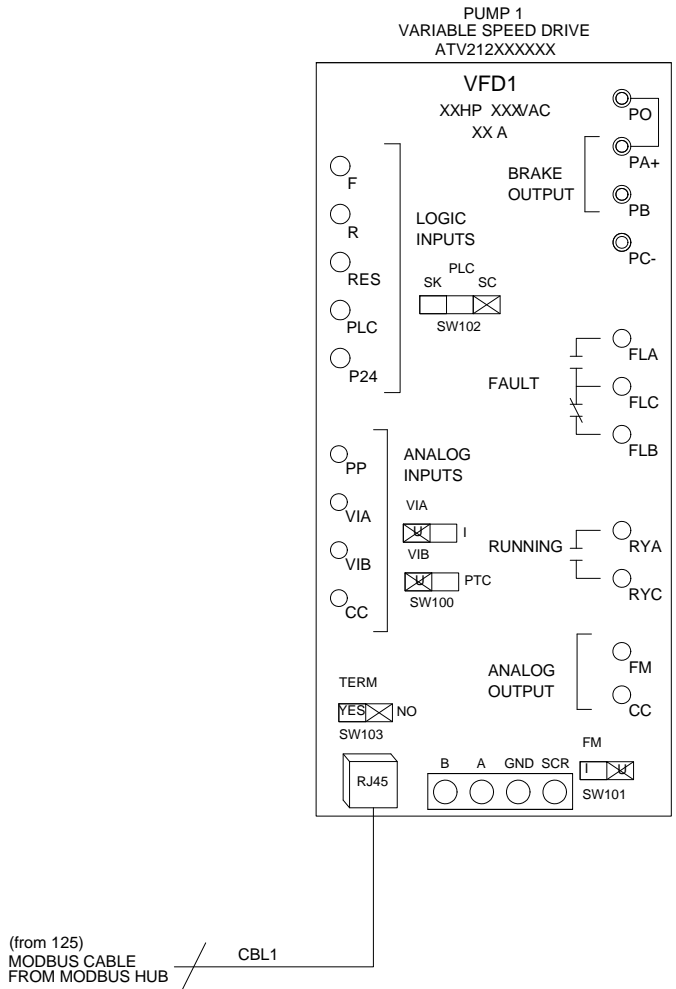 PUMP 1
VARIABLE SPEED DRIVE
ATV212XXXXXX
VFD1
XXHP XXXVAC
XX A
PO
PA+
BRAKE
OUTPUT
PB
PC-
F
R
RES
PLC
P24
LOGIC
INPUTS
PLC
SK SC
SW102
FLA
FAULT
FLC
FLB
PP
VIA
VIB
CC
ANALOG
INPUTS
VIA
U I
VIB
U PTC
SW100
RUNNING
RYA
RYC
ANALOG
OUTPUT
FM
CC
TERM
YES NO
SW103
RJ45
B A GND SCR
FM
I U
SW101
(from 125)
MODBUS CABLE
FROM MODBUS HUB
CBL1